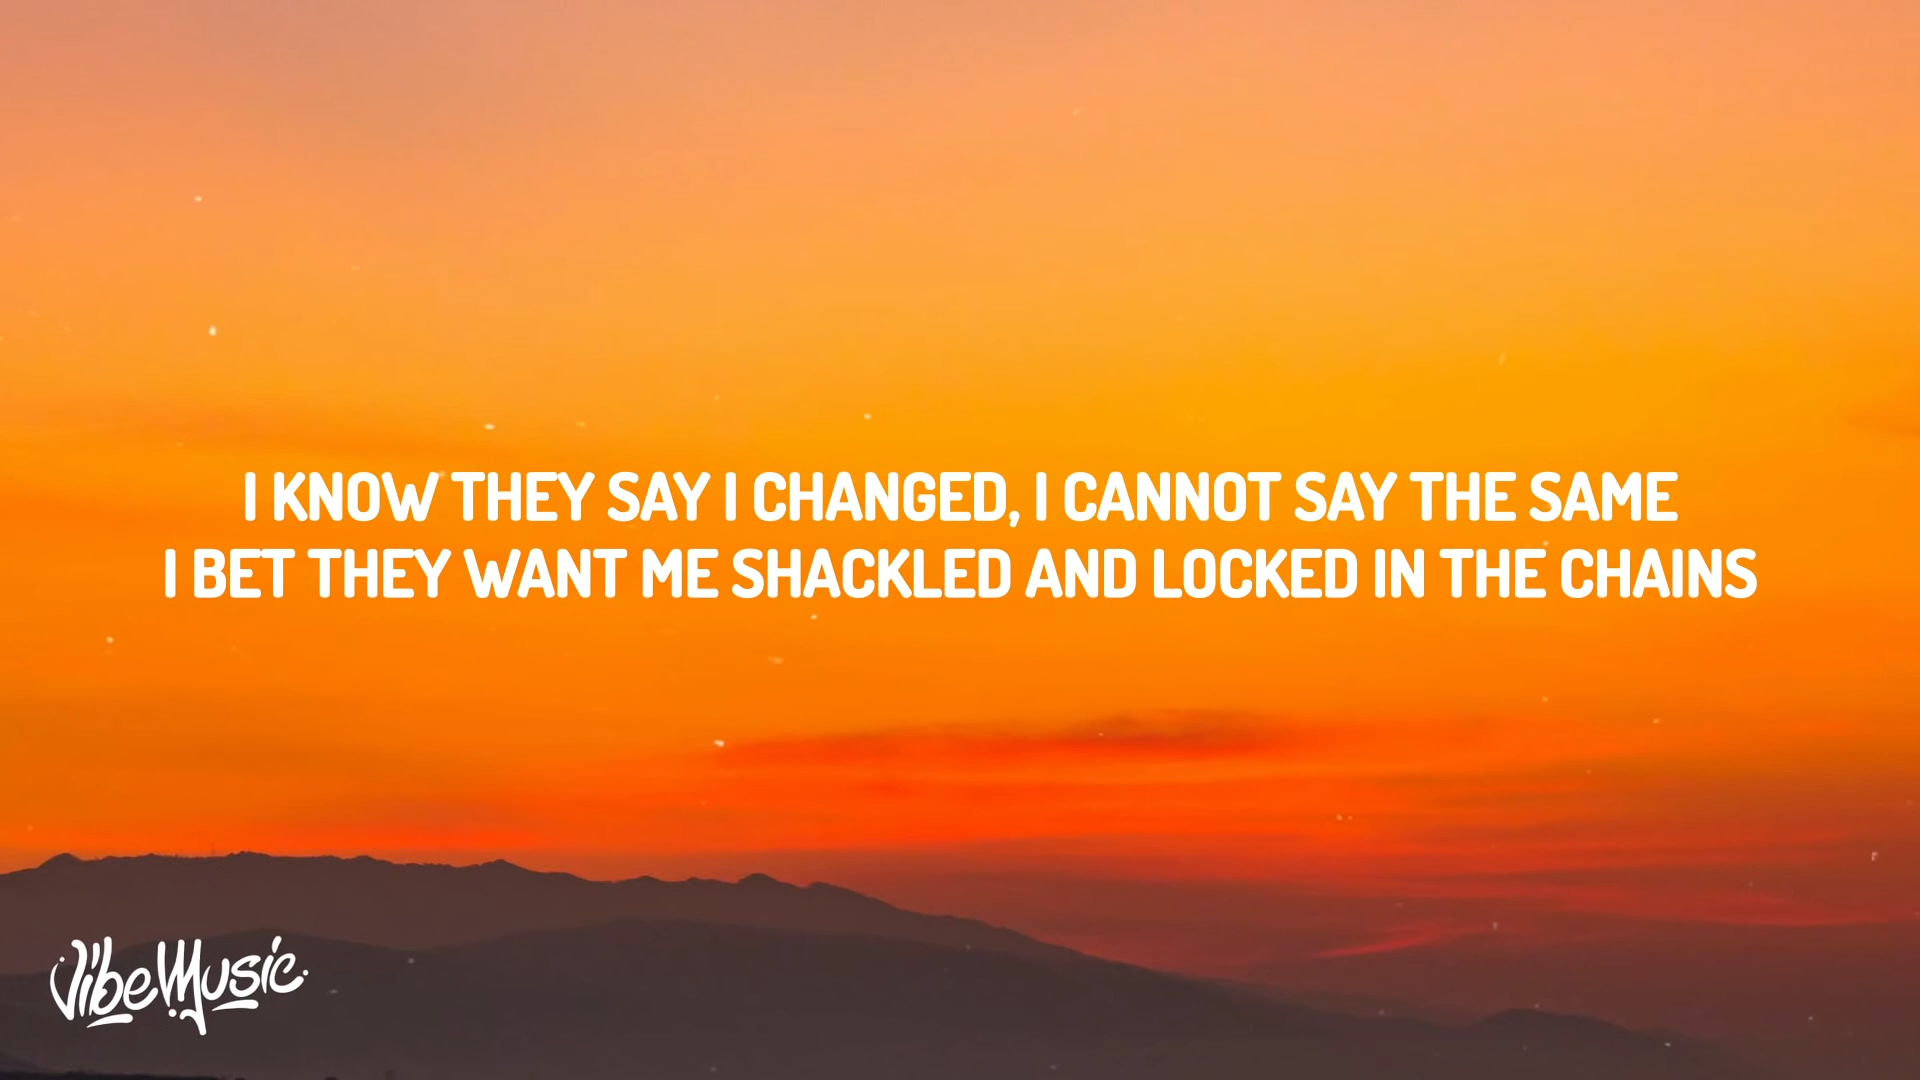 I KNOW THEY SAY I CHANGED, I CANNOT SAY THE SAME
I BET THEY WANT ME SHACKLED AND LOCKED IN THE CHAINS
VibeMusic